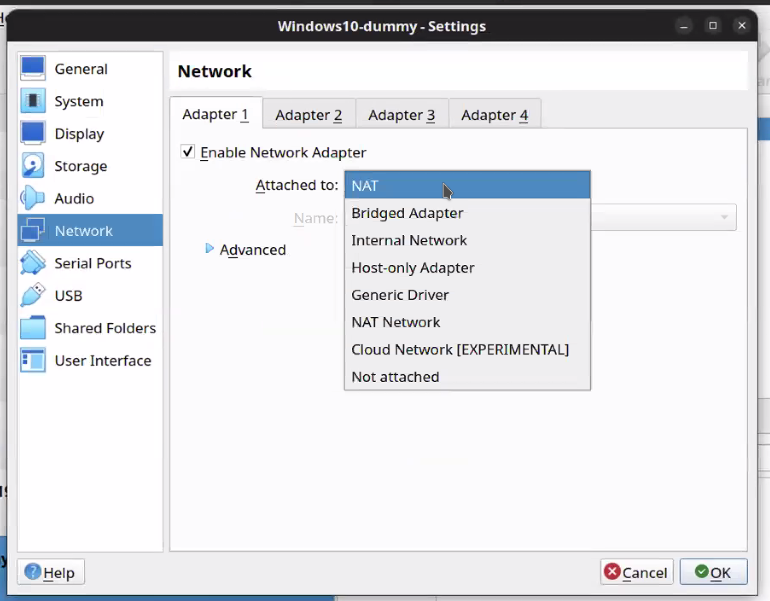 Windows10-dummy - Settings
General
System
Display
Storage
Audio
Network
Serial Ports
USB
Shared Folders
User Interface
Network
Adapter 1
Adapter 2
Adapter 3
Adapter 4
Enable Network Adapter
Attached to:
NAT
Bridged Adapter
Internal Network
Host-only Adapter
Generic Driver
NAT Network
Cloud Network [EXPERIMENTAL]
Not attached
Name:
Advanced
Help
Cancel
OK